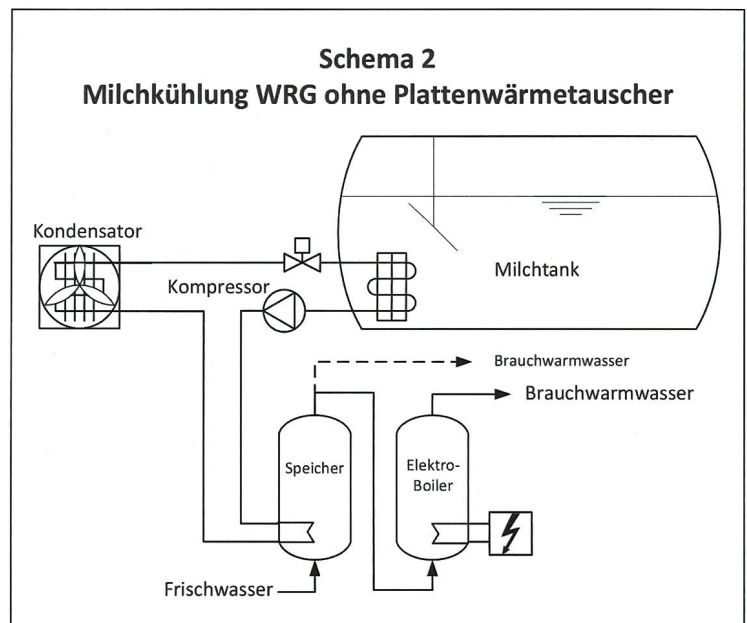 Schema 2
Milchkühlung WRG ohne Plattenwärmetauscher
Kondensator
Kompressor
Milchtank
Brauchwarmwasser
Brauchwarmwasser
Speicher
Elektro-
Boiler
Frischwasser